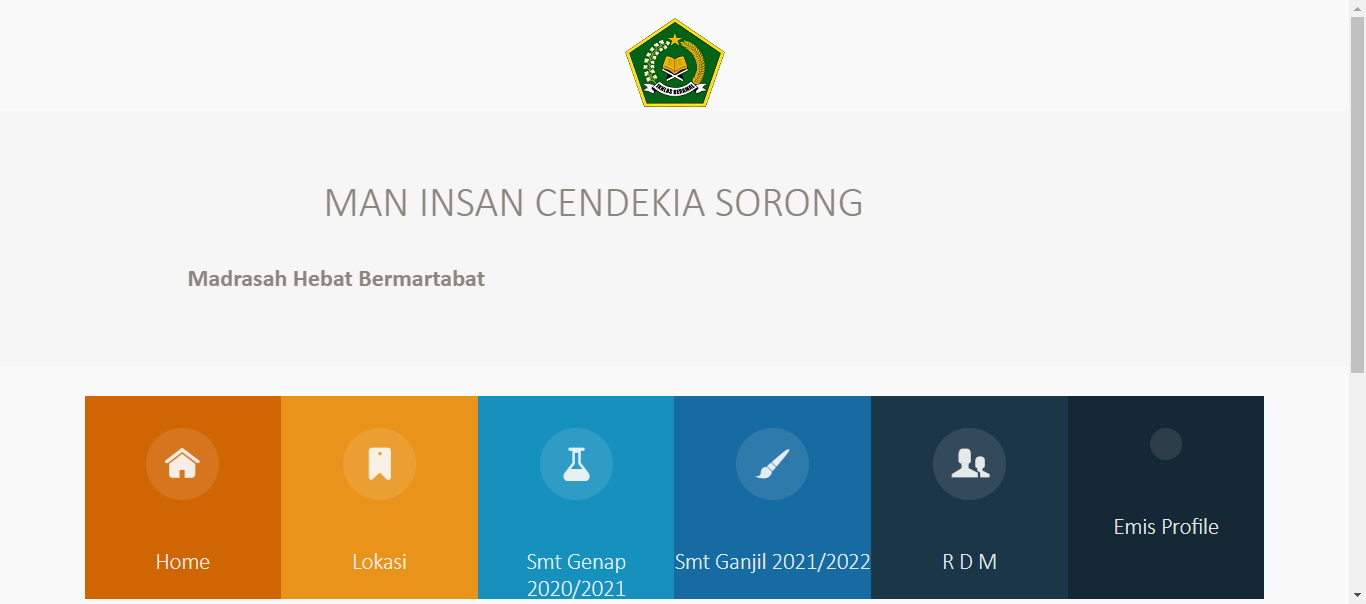 IKHLAS BERAMAL
MAN INSAN CENDEKIA SORONG
Madrasah Hebat Bermartabat
Home
Lokasi
Smt Genap
2020/2021
Smt Ganjil 2021/2022
R D M
Emis Profile